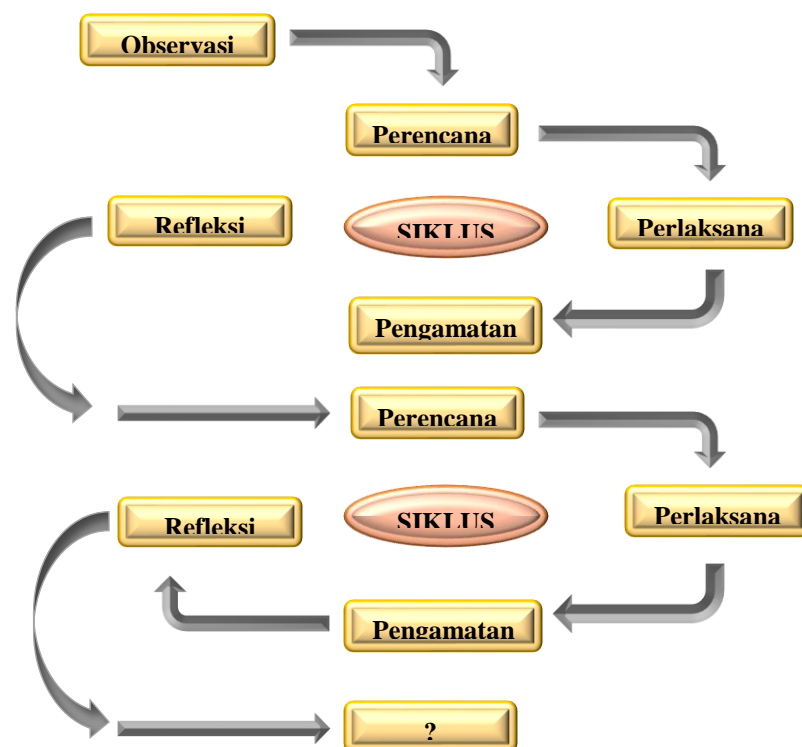 Observasi
Perencana
Refleksi
SIKLUS
Perlaksana
Pengamatan
Perencana
Refleksi
SIKLUS
Perlaksana
Pengamatan
?